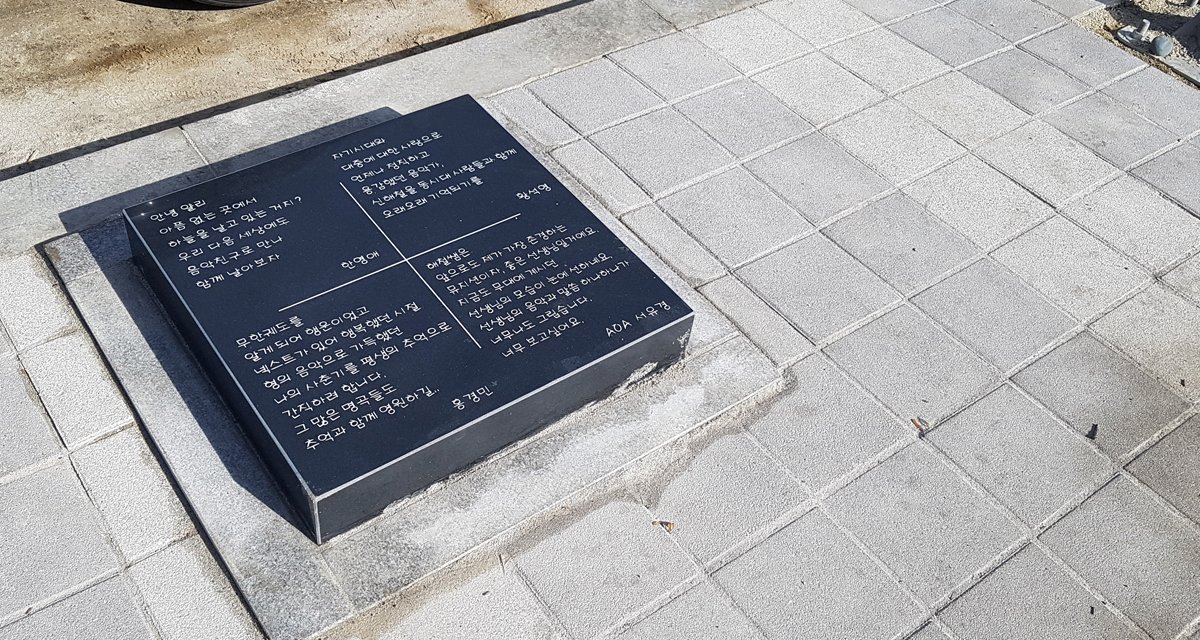 안녕 말리
아픔 없는 곳에서
하늘을 날고 있는 거지?
우리 다음 세상에도
음악친구로 만나
함께 날아보자
한영애
자기시대와
대중에 대한 사랑으로
언제나 정직하고
용감했던 음악가,
신해철을 동시대 사람들과 함께
오래오래 기억되기를
황석영
무한궤도를
알게 되어 행운이었고
넥스트가 있어 행복했던 시절
형의 음악으로 가득했던
나의 사춘기를 평생의 추억으로
간직하려 합니다.
그 많은 명곡들도
추억과 함께 영원하길..
홍경민
해철쌤은
앞으로도 제가 가장 존경하는
뮤지션이자, 좋은 선생님일거에요.
지금도 무대에 계시던
선생님의 모습이 눈에 선하네요.
선생님의 음악과 말씀 하나하나가
너무나도 그립습니다.
너무 보고싶어요.
ADA 서유경